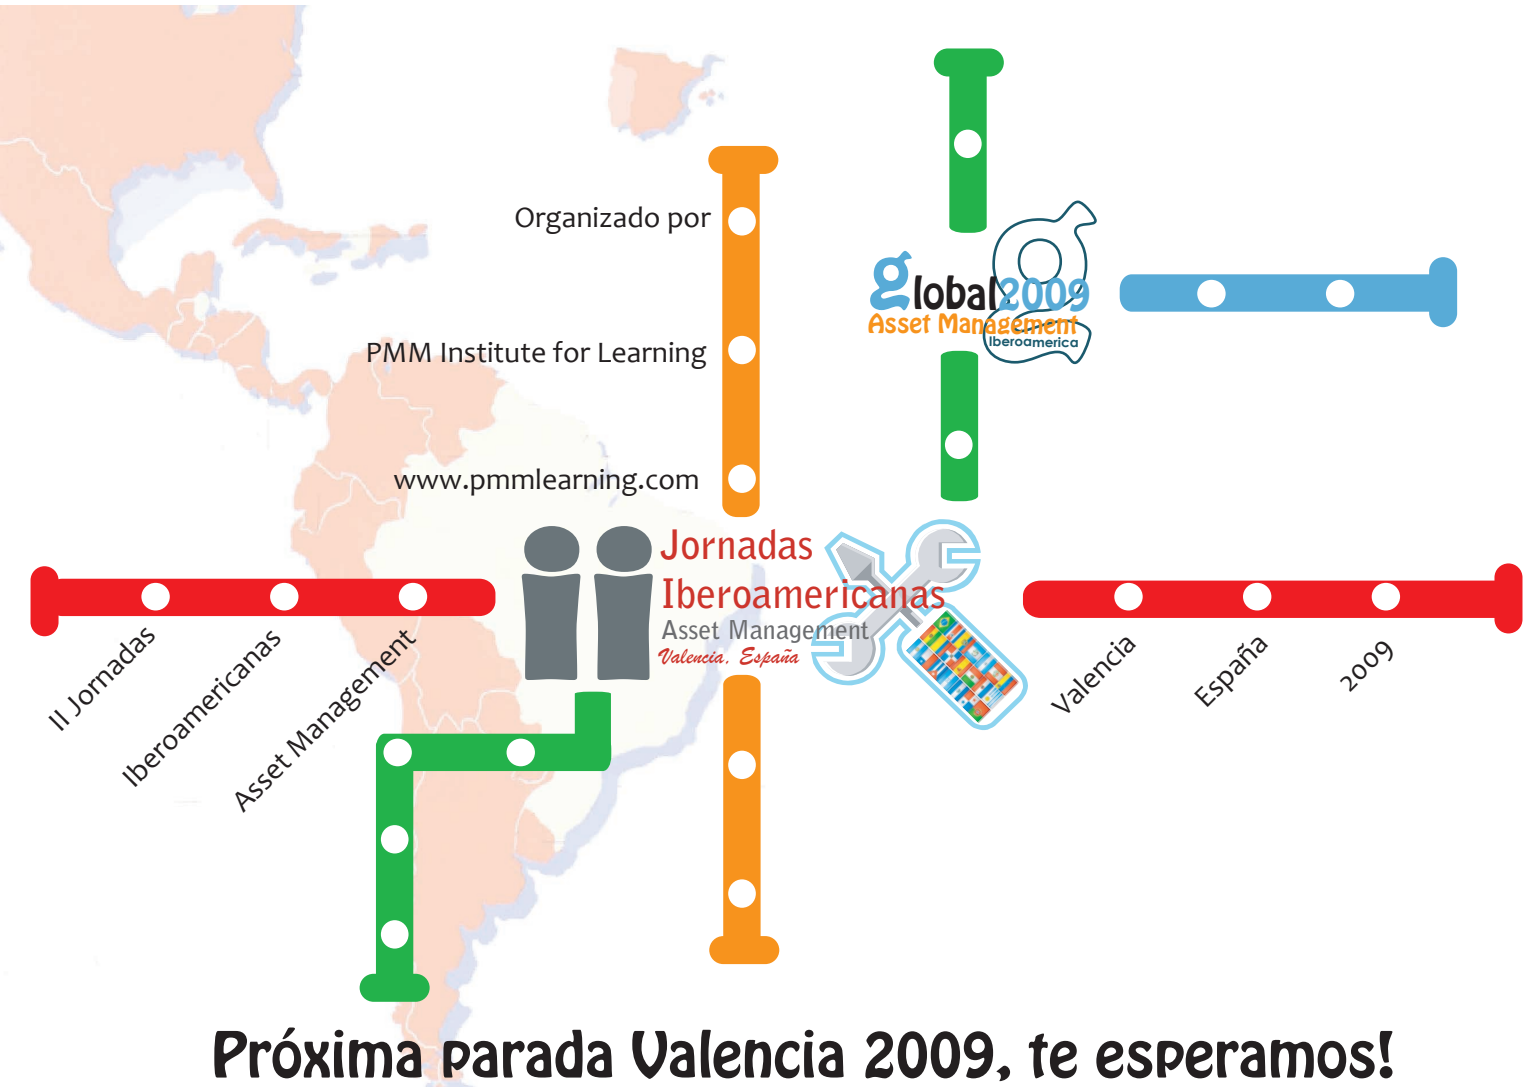 Organizado por
PMM Institute for Learning
www.pmmlearning.com
global2009
Asset Management
Iberoamerica
Jornadas
Iberoamericanas
Asset Management
Valencia. España
II Jornadas
Iberoamericanas
Asset Management
Valencia
España
2009
Próxima parada Valencia 2009, te esperamos!